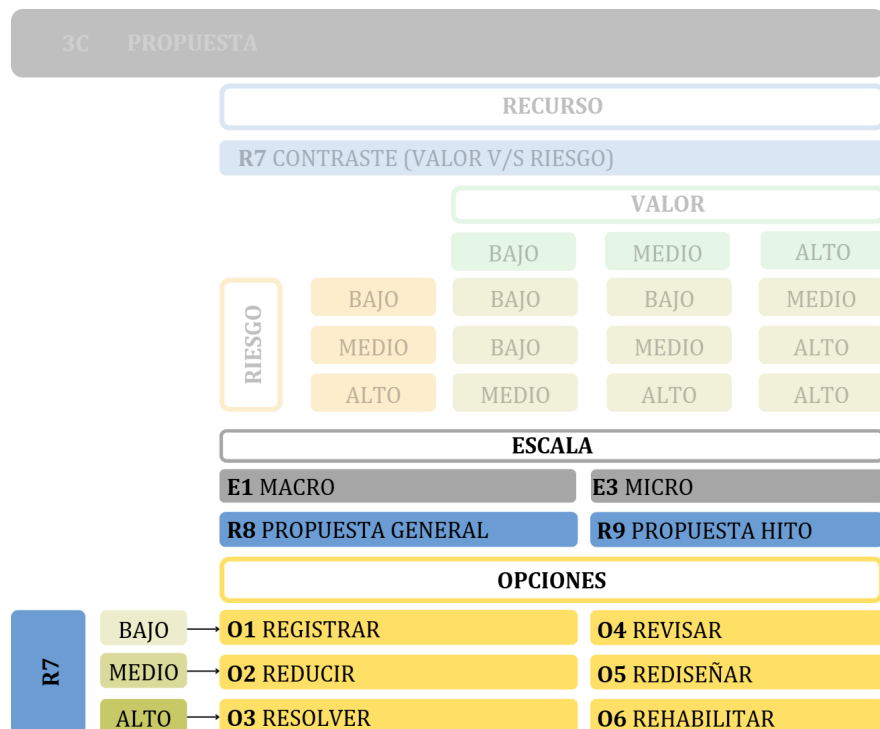 3C PROPUESTA
RECURSO
R7 CONTRASTE (VALOR V/S RIESGO)
VALOR
BAJO MEDIO ALTO
RIESGO
BAJO BAJO BAJO MEDIO
MEDIO BAJO MEDIO ALTO
ALTO MEDIO ALTO ALTO
ESCALA
E1 MACRO E3 MICRO
R8 PROPUESTA GENERAL R9 PROPUESTA HITO
OPCIONES
R7
BAJO O1 REGISTRAR O4 REVISAR
MEDIO O2 REDUCIR O5 REDISEÑAR
ALTO O3 RESOLVER O6 REHABILITAR